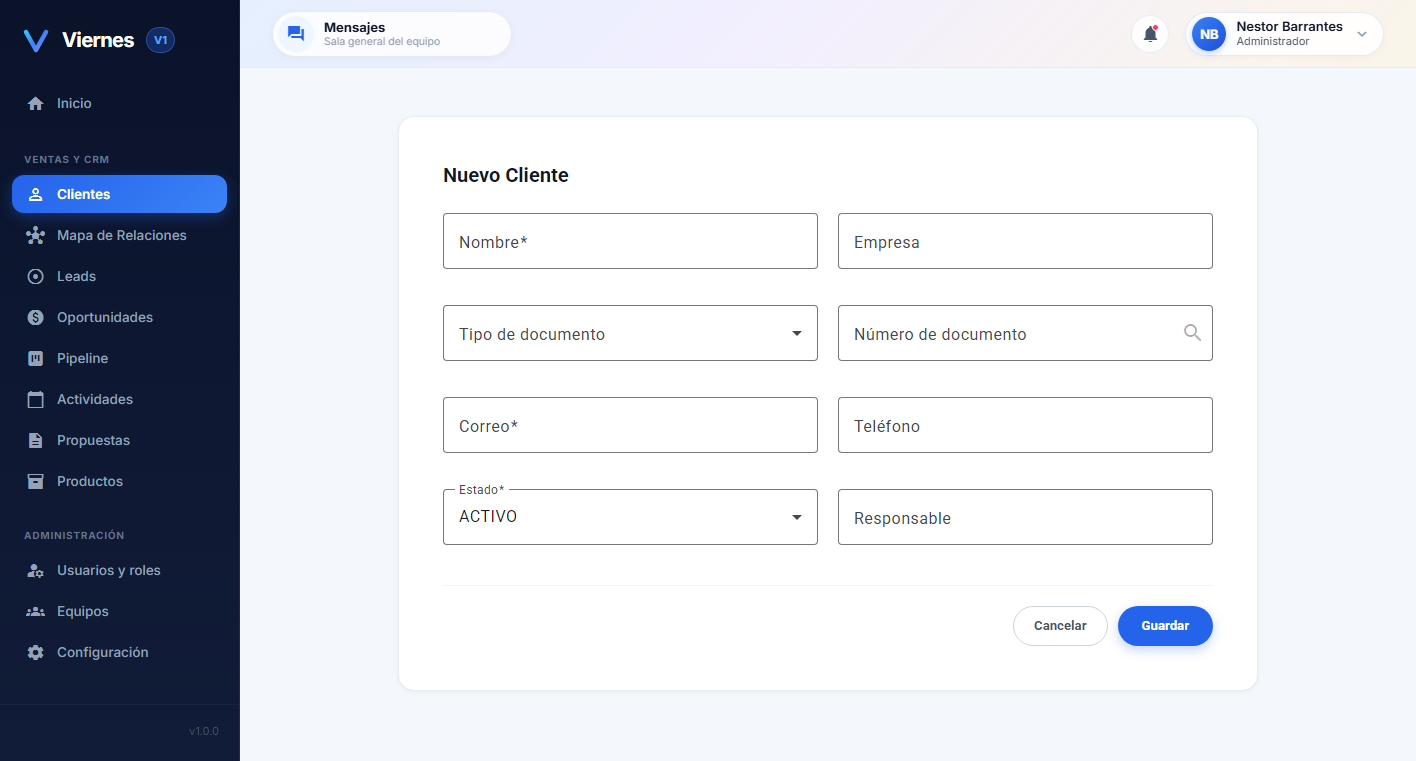 Viernes V1
Inicio
VENTAS Y CRM
Clientes
Mapa de Relaciones
Leads
Oportunidades
Pipeline
Actividades
Propuestas
Productos
ADMINISTRACIÓN
Usuarios y roles
Equipos
Configuración
v1.0.0
Mensajes
Sala general del equipo
NB
Nestor Barrantes
Administrador
Nuevo Cliente
Nombre*
Empresa
Tipo de documento
Número de documento
Correo*
Teléfono
Estado*
ACTIVO
Responsable
Cancelar
Guardar